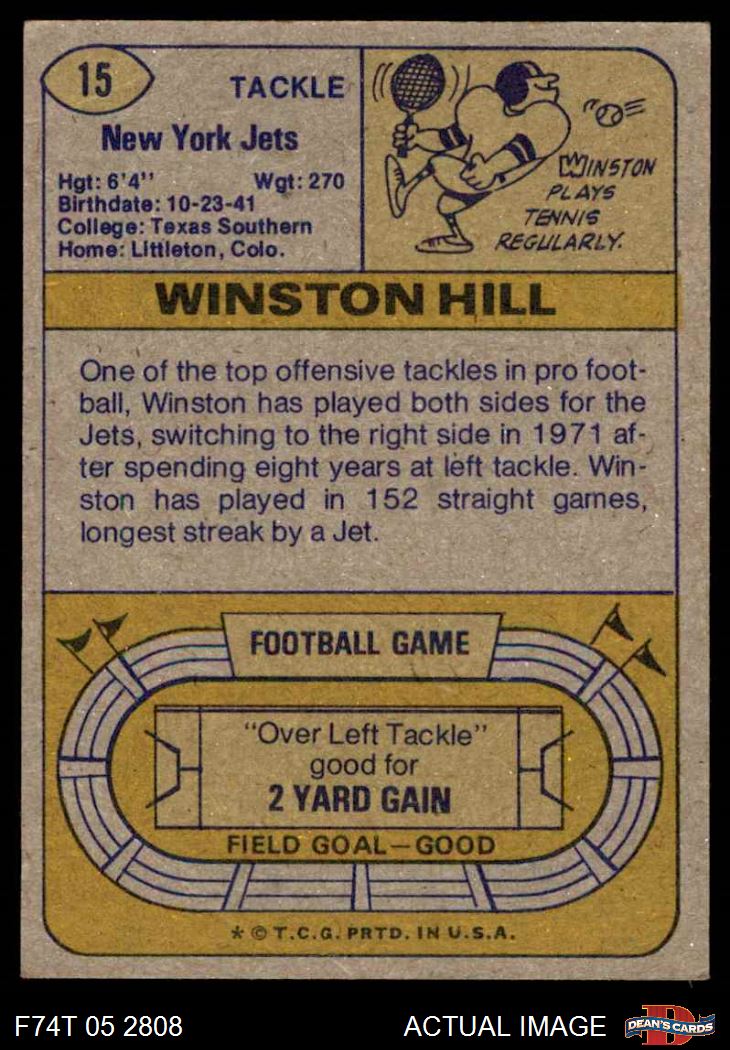 15
TACKLE
New York Jets
Hgt: 6'4" Wgt: 270
Birthdate: 10-23-41
College: Texas Southern
Home: Littleton, Colo.
WINSTON
PLAYS
TENNIS
REGULARLY.
WINSTON HILL
One of the top offensive tackles in pro foot-
ball, Winston has played both sides for the
Jets, switching to the right side in 1971 af-
ter spending eight years at left tackle. Win-
ston has played in 152 straight games,
longest streak by a Jet.
FOOTBALL GAME
"Over Left Tackle"
good for
2 YARD GAIN
FIELD GOAL—GOOD
* © T.C.G. PRTD. IN U.S.A.
F74T 05 2808 ACTUAL IMAGE
D
DEAN'S CARDS